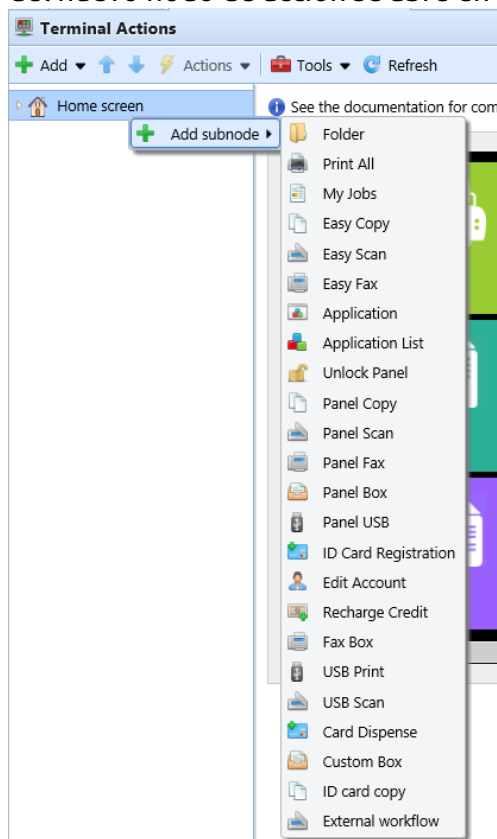 Terminal Actions
Add Actions Tools Refresh
Home screen
See the documentation for com
Add subnode
Folder
Print All
My Jobs
Easy Copy
Easy Scan
Easy Fax
Application
Application List
Unlock Panel
Panel Copy
Panel Scan
Panel Fax
Panel Box
Panel USB
ID Card Registration
Edit Account
Recharge Credit
Fax Box
USB Print
USB Scan
Card Dispense
Custom Box
ID card copy
External workflow